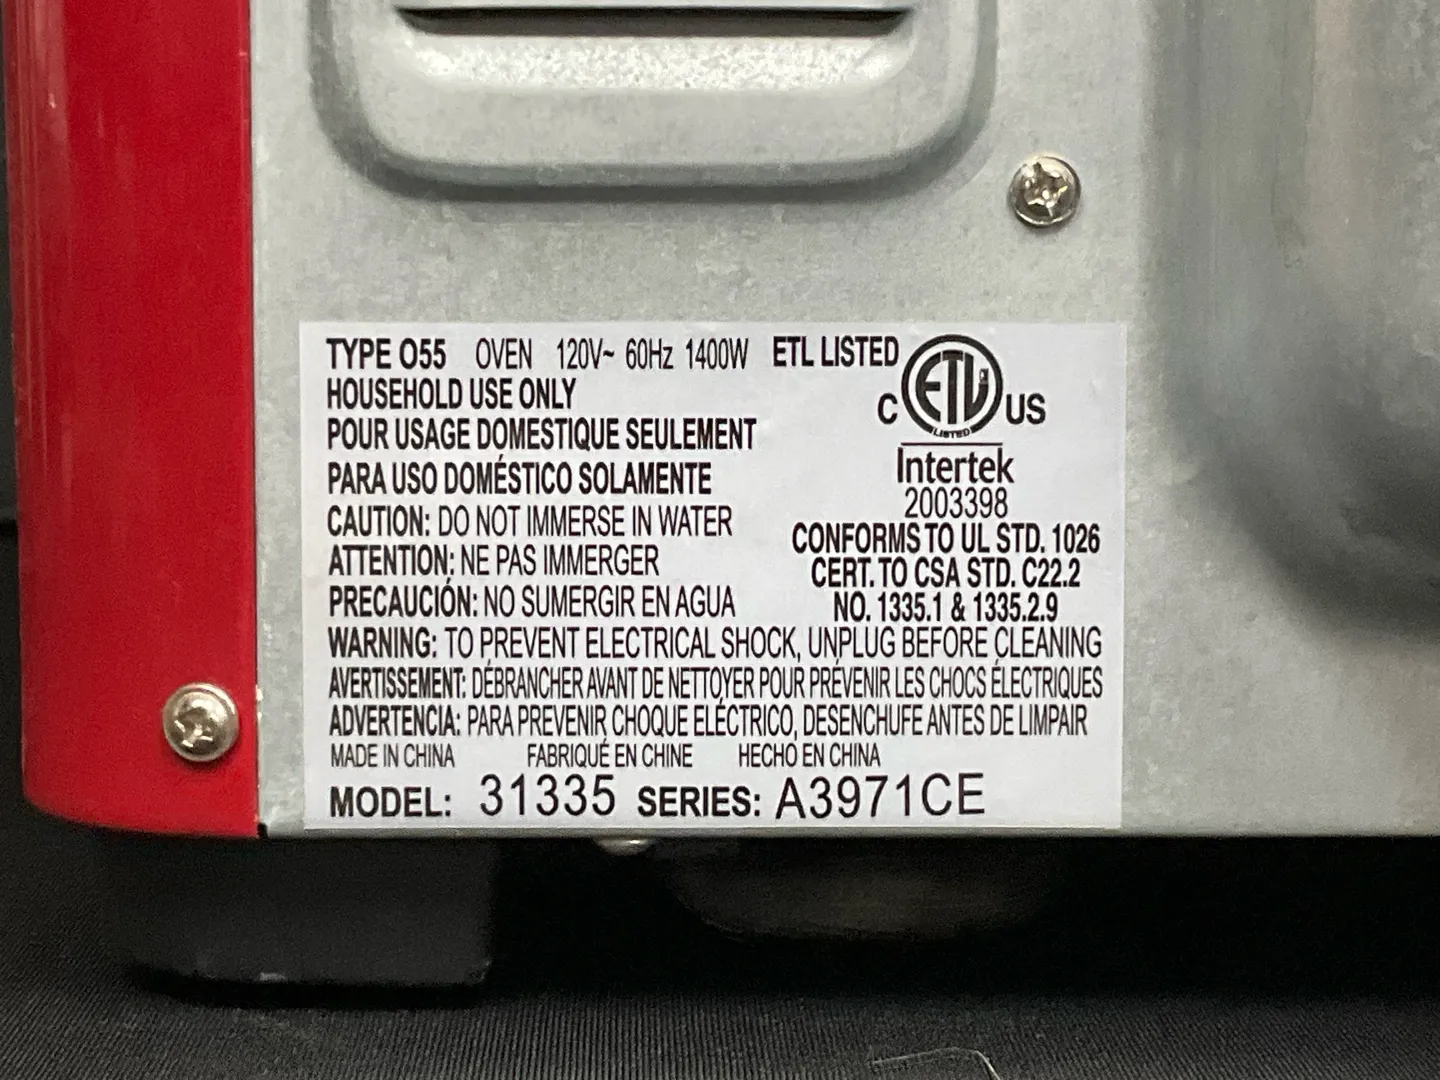 TYPE O55 OVEN 120V~ 60Hz 1400W ETL LISTED
HOUSEHOLD USE ONLY
POUR USAGE DOMESTIQUE SEULEMENT
PARA USO DOMÉSTICO SOLAMENTE
CAUTION: DO NOT IMMERSE IN WATER
ATTENTION: NE PAS IMMERGER
PRECAUCIÓN: NO SUMERGIR EN AGUA
C ETL US
LISTED
Intertek
2003398
CONFORMS TO UL STD. 1026
CERT. TO CSA STD. C22.2
NO. 1335.1 & 1335.2.9
WARNING: TO PREVENT ELECTRICAL SHOCK, UNPLUG BEFORE CLEANING
AVERTISSEMENT: DÉBRANCHER AVANT DE NETTOYER POUR PRÉVENIR LES CHOCS ÉLECTRIQUES
ADVERTENCIA: PARA PREVENIR CHOQUE ELÉCTRICO, DESENCHUFE ANTES DE LIMPAIR
MADE IN CHINA FABRIQUÉ EN CHINE HECHO EN CHINA
MODEL: 31335 SERIES: A3971CE